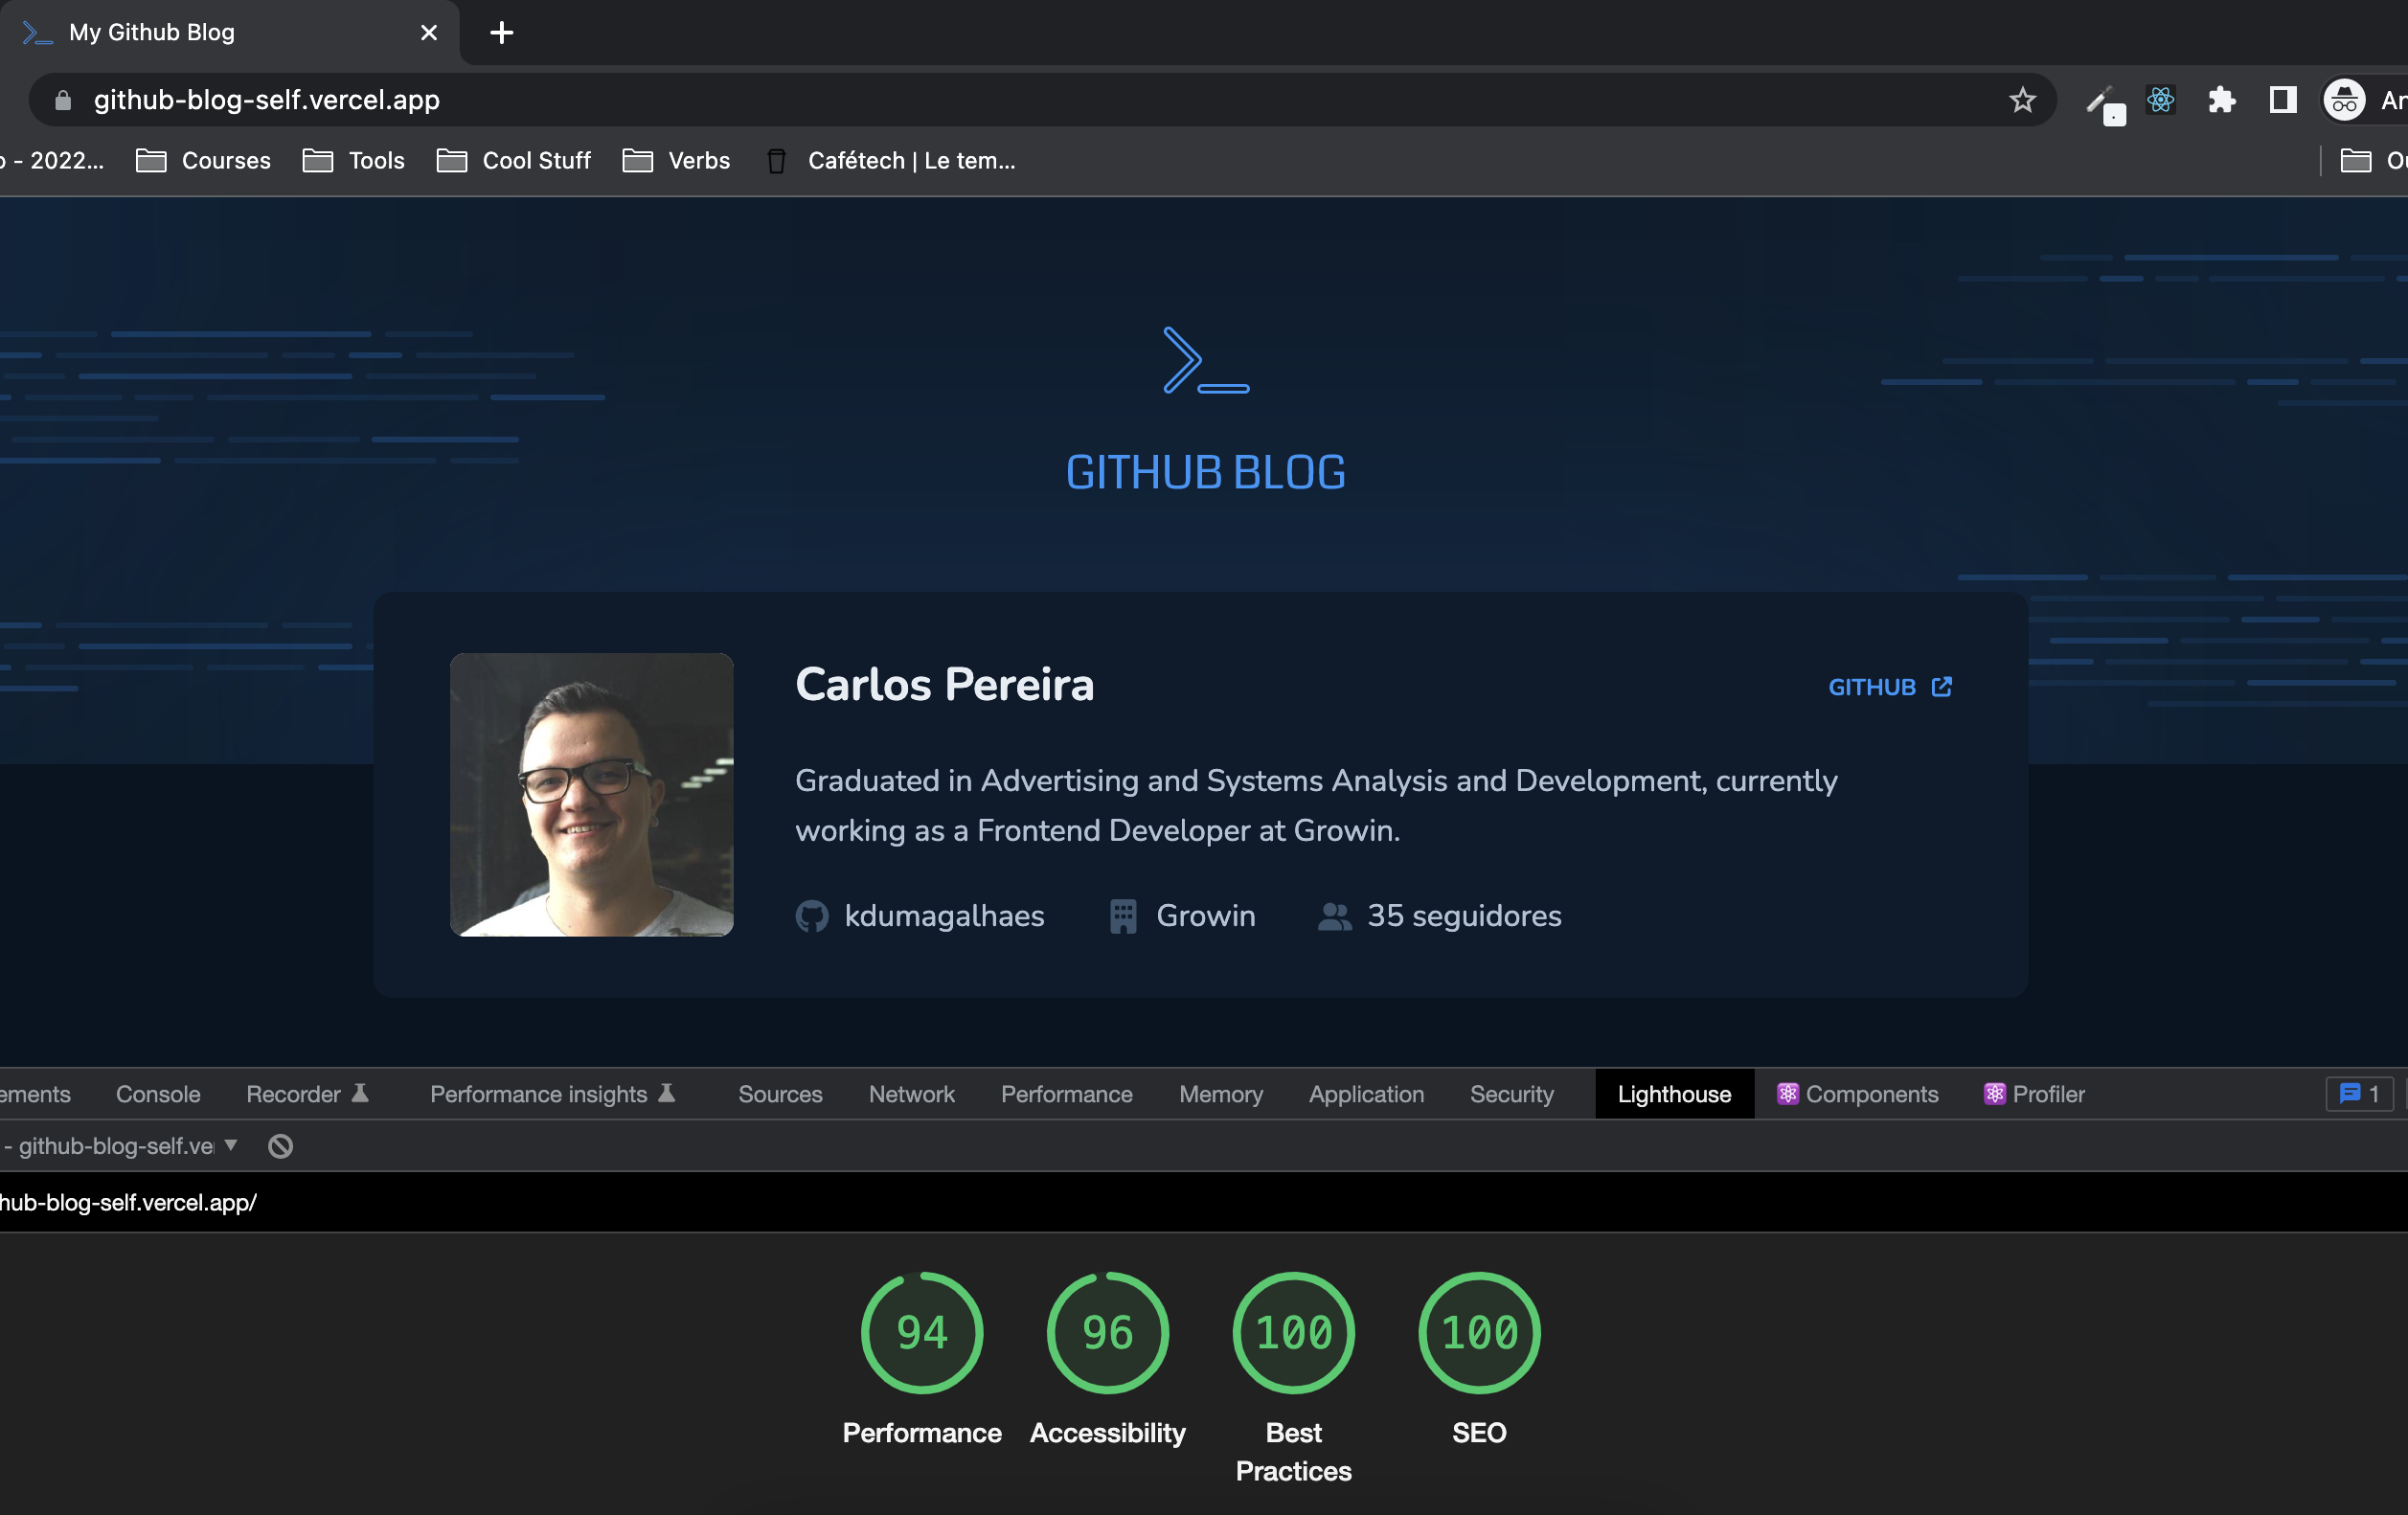 My Github Blog
github-blog-self.vercel.app
- 2022... Courses Tools Cool Stuff Verbs Cafétech | Le tem...
GITHUB BLOG
Carlos Pereira
GITHUB
Graduated in Advertising and Systems Analysis and Development, currently
working as a Frontend Developer at Growin.
kdumagalhaes Growin 35 seguidores
ements Console Recorder Performance insights Sources Network Performance Memory Application Security Lighthouse Components Profiler 1
- github-blog-self.ve
hub-blog-self.vercel.app/
94 96 100 100
Performance Accessibility Best Practices SEO